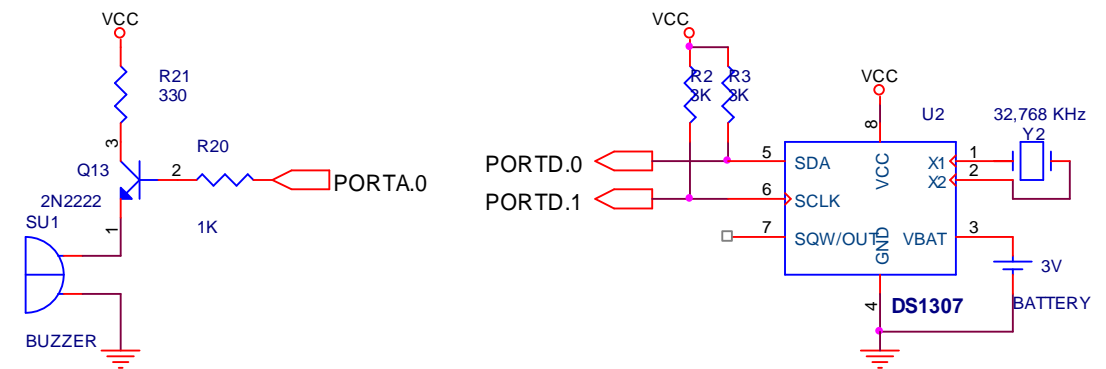 VCC
R21
330
3
Q13
2
R20
PORTA.0
2N2222
1
1K
SU1
BUZZER
VCC
R2
3K
R3
3K
PORTD.0
PORTD.1
VCC
8
U2
32,768 KHz
Y2
5
SDA
VCC
X1
1
6
SCLK
X2
2
7
SQW/OUT
GND
VBAT
3
3V
4
DS1307
BATTERY